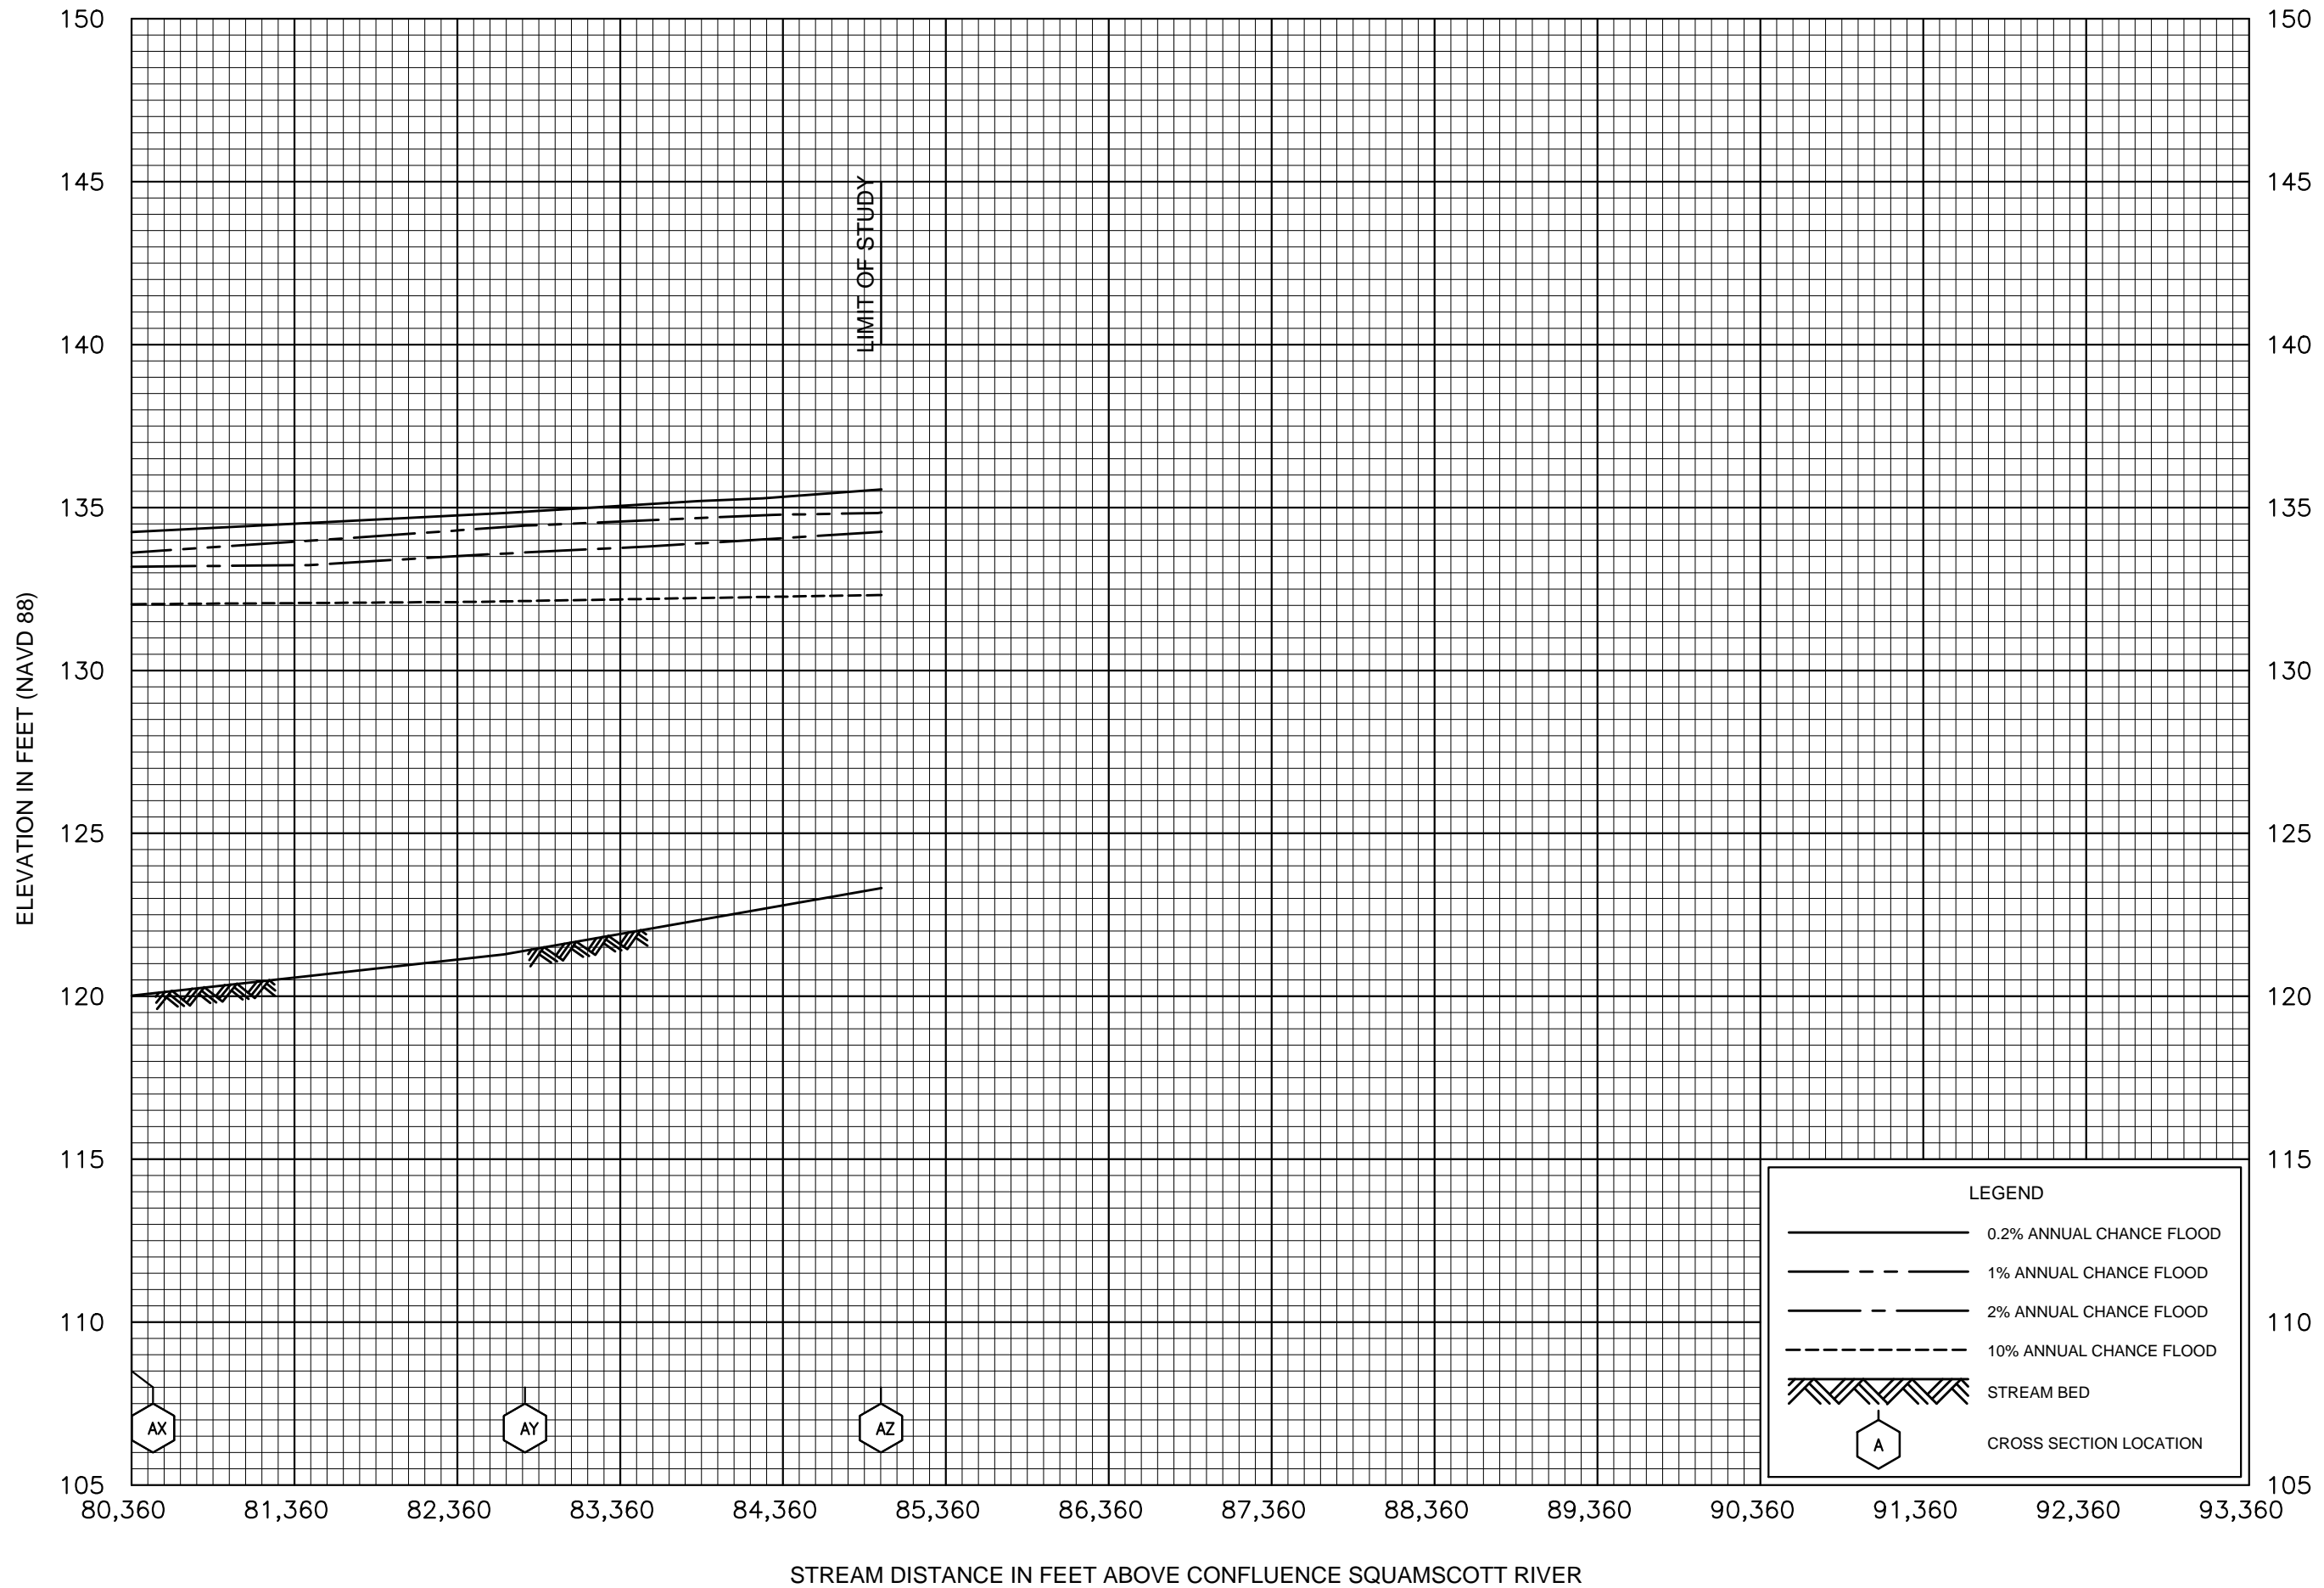 150
150
145
145
140
140
135
135
130
130
125
125
120
120
115
115
110
110
105
105
ELEVATION IN FEET (NAVD 88)
LIMIT OF STUDY
LEGEND
0.2% ANNUAL CHANCE FLOOD
1% ANNUAL CHANCE FLOOD
2% ANNUAL CHANCE FLOOD
10% ANNUAL CHANCE FLOOD
STREAM BED
A
CROSS SECTION LOCATION
AX
AY
AZ
80,360
81,360
82,360
83,360
84,360
85,360
86,360
87,360
88,360
89,360
90,360
91,360
92,360
93,360
STREAM DISTANCE IN FEET ABOVE CONFLUENCE SQUAMSCOTT RIVER